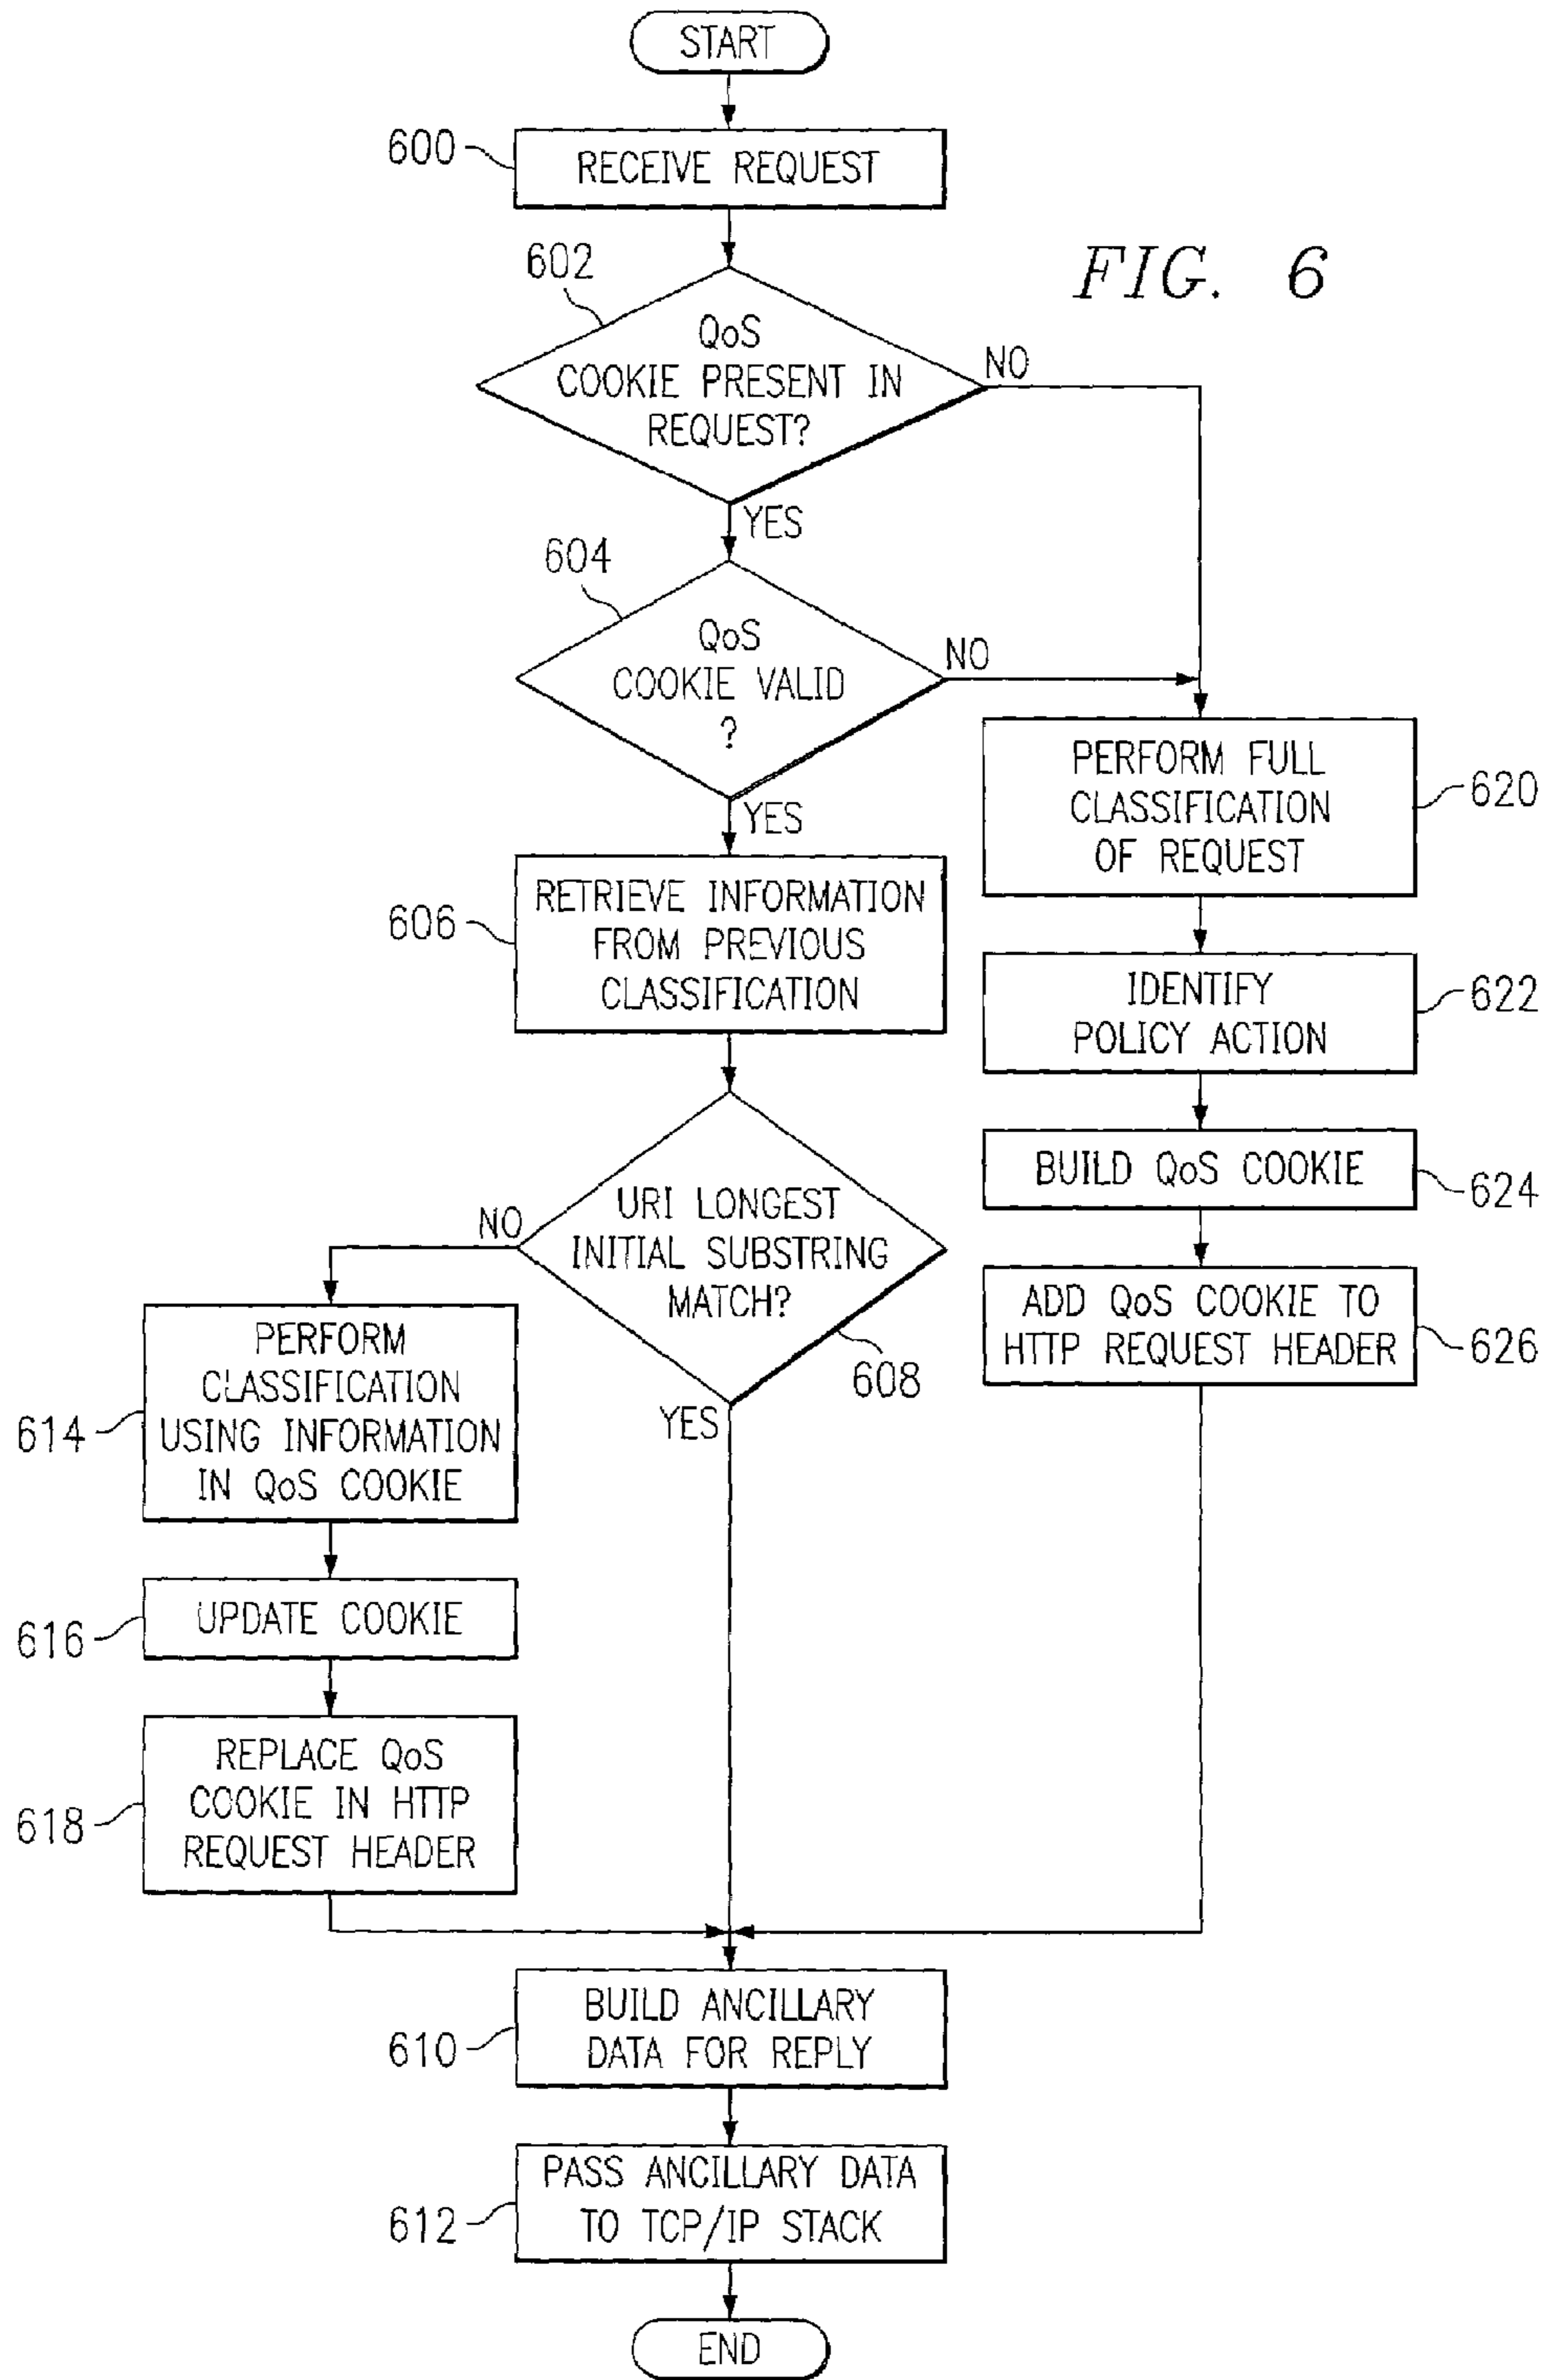 START
600
RECEIVE REQUEST
FIG. 6
602
QoS
COOKIE PRESENT IN
REQUEST?
NO
YES
604
QoS
COOKIE VALID
?
NO
YES
PERFORM FULL
CLASSIFICATION
OF REQUEST
620
606
RETRIEVE INFORMATION
FROM PREVIOUS
CLASSIFICATION
IDENTIFY
POLICY ACTION
622
BUILD QoS COOKIE
624
URI LONGEST
INITIAL SUBSTRING
MATCH?
NO
608
YES
ADD QoS COOKIE TO
HTTP REQUEST HEADER
626
614
PERFORM
CLASSIFICATION
USING INFORMATION
IN QoS COOKIE
616
UPDATE COOKIE
618
REPLACE QoS
COOKIE IN HTTP
REQUEST HEADER
610
BUILD ANCILLARY
DATA FOR REPLY
612
PASS ANCILLARY DATA
TO TCP/IP STACK
END